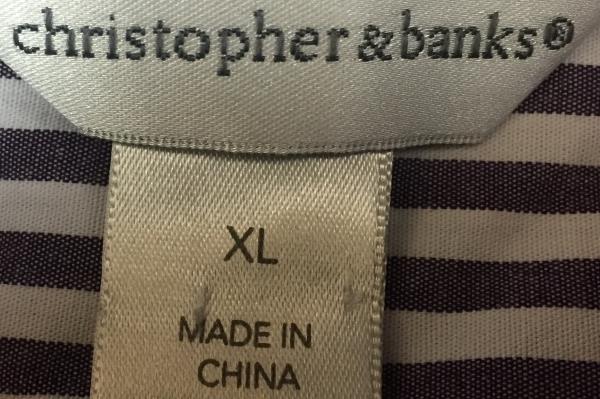 christopher & banks®
XL
MADE IN
CHINA